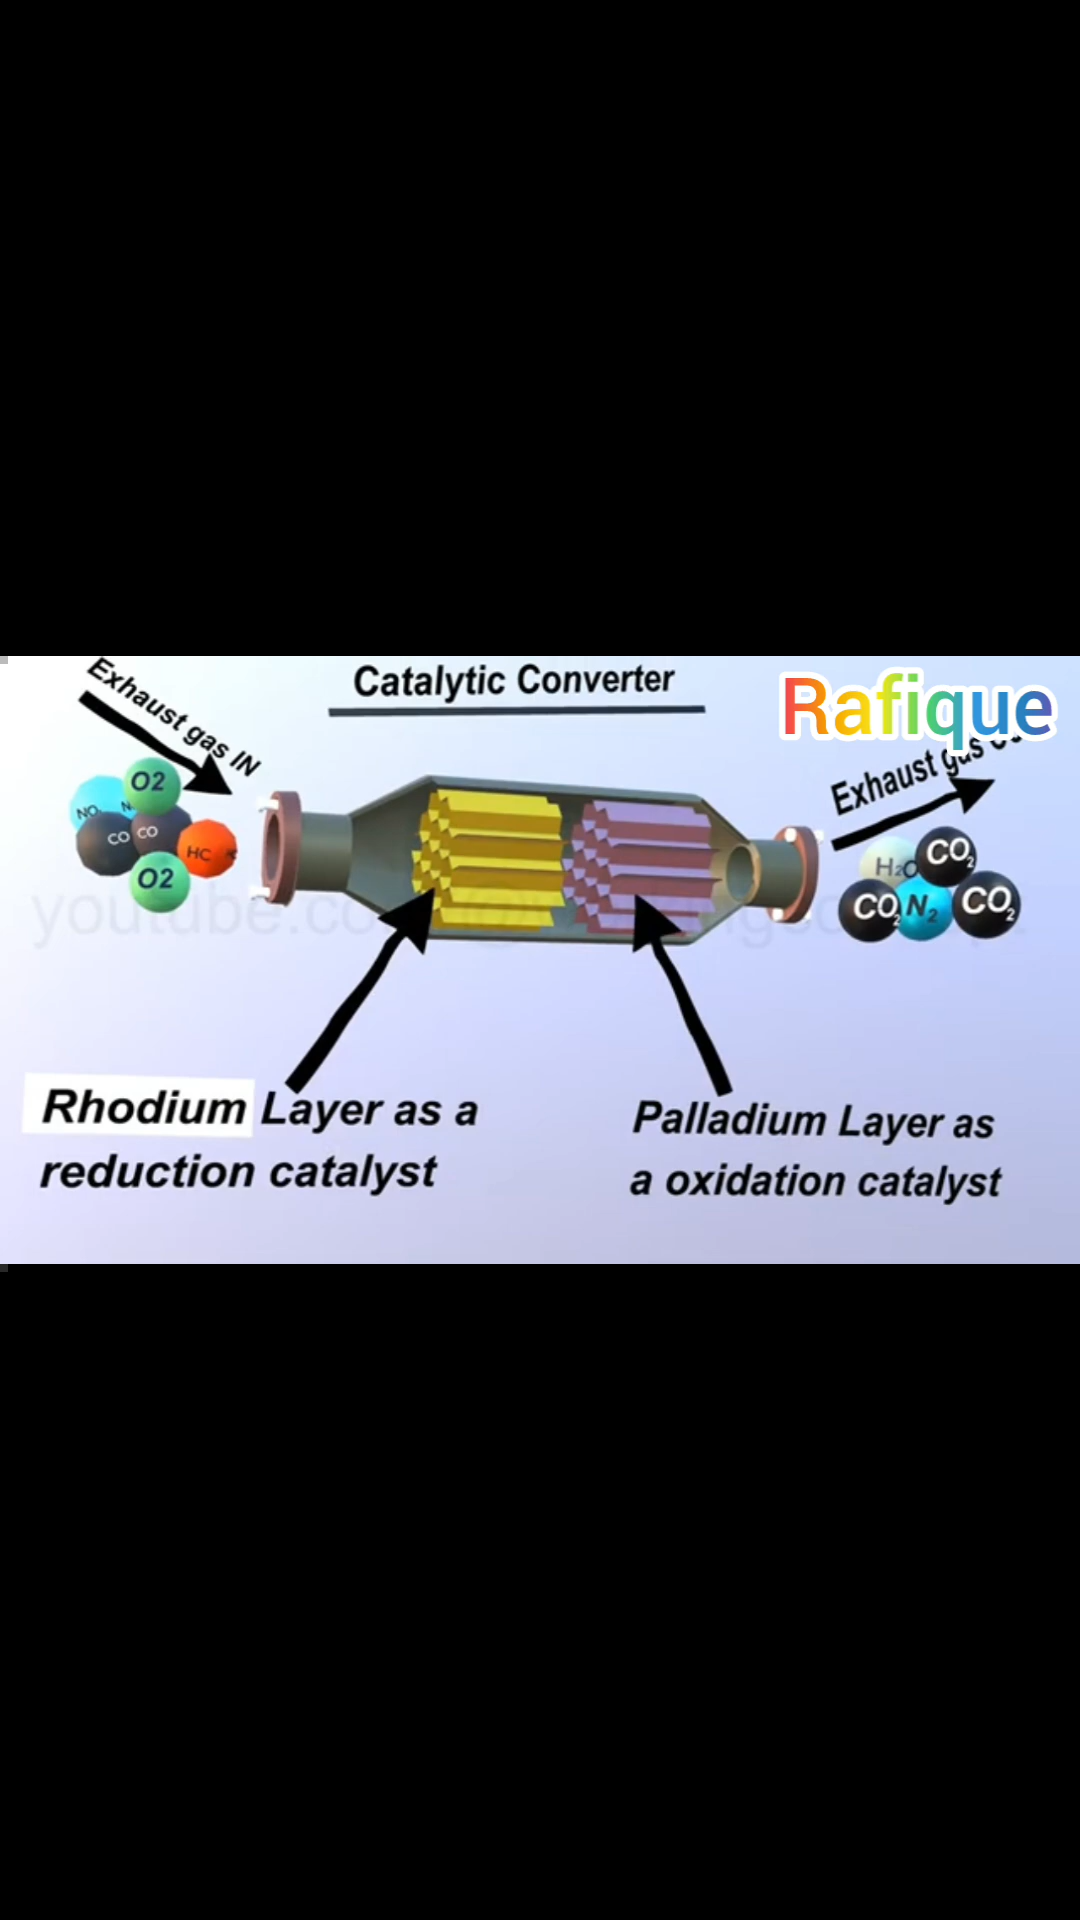 Catalytic Converter
Rafique
Exhaust gas IN
Exhaust gas
O2
NO
CO
CO
HC
O2
H₂O
CO₂
CO₂
N₂
CO₂
Rhodium Layer as a
reduction catalyst
Palladium Layer as
a oxidation catalyst